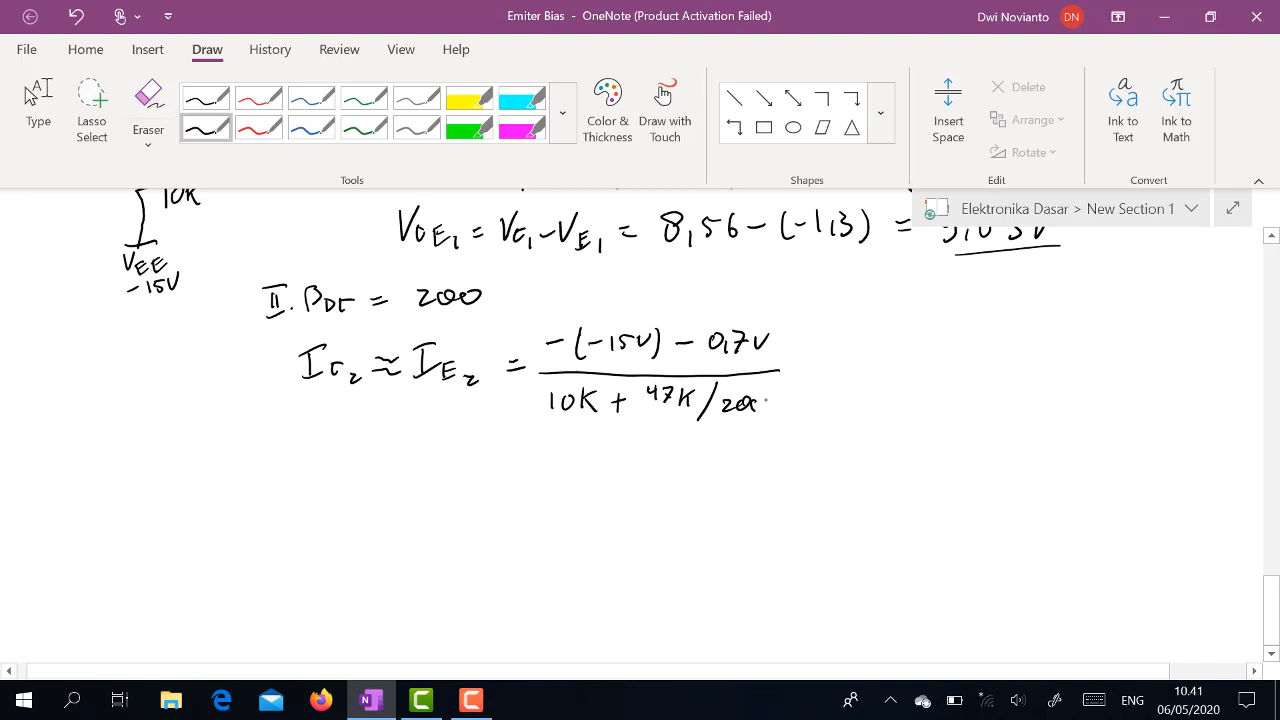 Emiter Bias - OneNote (Product Activation Failed)
Dwi Novianto DN
File Home Insert Draw History Review View Help
Type
Lasso Select
Eraser
Color & Thickness
Draw with Touch
Insert Space
Delete
Arrange
Rotate
Ink to Text
Ink to Math
Tools Shapes Edit Convert
Elektronika Dasar > New Section 1
10K
VEE
-15V
VCE1 = VC1 - VE1 = 8,56 - (-1,3) =
II. βDC = 200
IC2 ≈ IE2 = -(-15V) - 0,7V
10K + 47K/200
ENG
10.41
06/05/2020